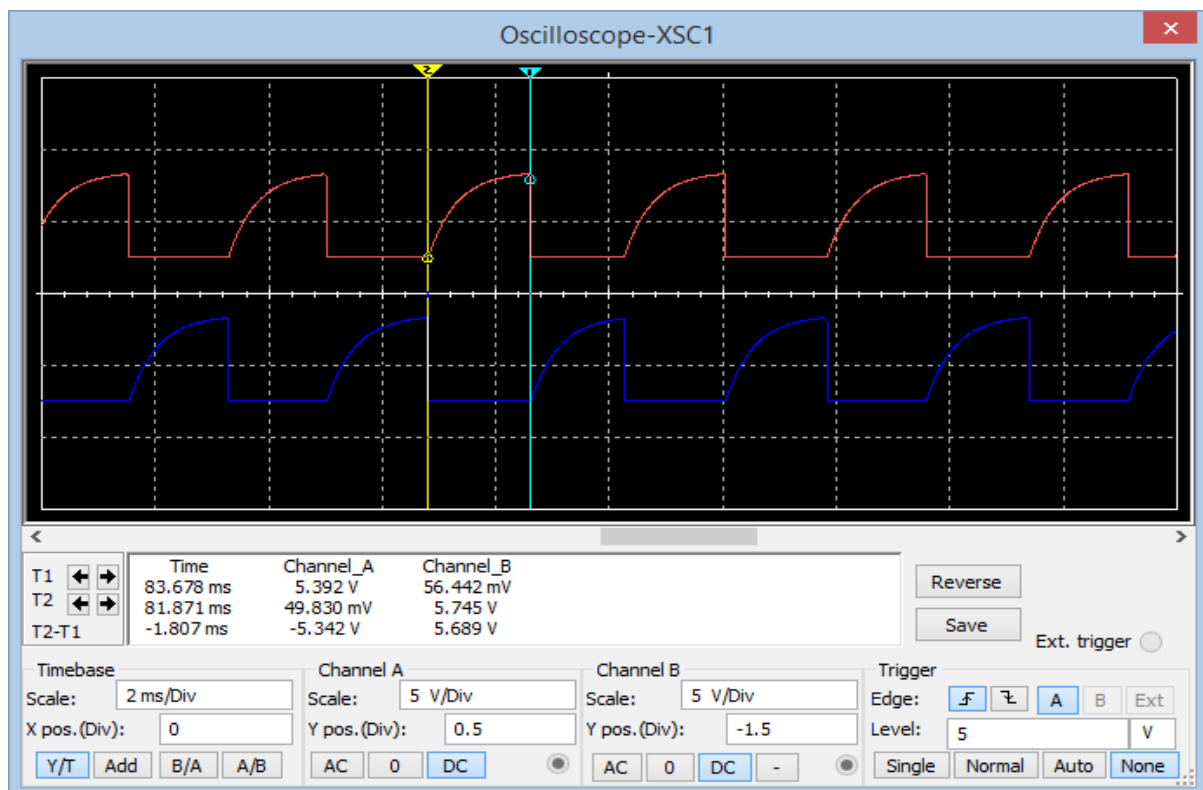 Oscilloscope-XSC1
2
1
Time Channel_A Channel_B
T1 83.678 ms 5.392 V 56.442 mV
T2 81.871 ms 49.830 mV 5.745 V
T2-T1 -1.807 ms -5.342 V 5.689 V
Reverse
Save
Ext. trigger
Timebase
Scale: 2 ms/Div
X pos.(Div): 0
Y/T Add B/A A/B
Channel A
Scale: 5 V/Div
Y pos.(Div): 0.5
AC 0 DC
Channel B
Scale: 5 V/Div
Y pos.(Div): -1.5
AC 0 DC -
Trigger
Edge: A B Ext
Level: 5 V
Single Normal Auto None